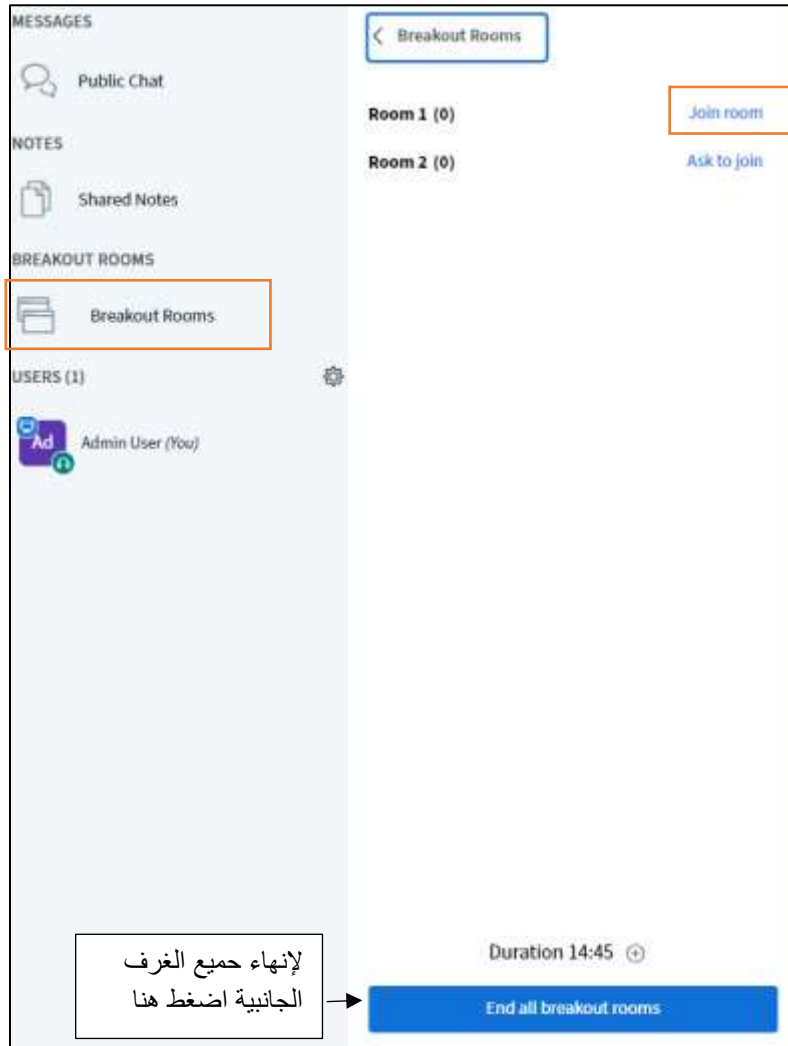 MESSAGES
Public Chat
NOTES
Shared Notes
BREAKOUT ROOMS
Breakout Rooms
USERS (1)
Ad
Admin User (You)
Breakout Rooms
Room 1 (0)
Join room
Room 2 (0)
Ask to join
Duration 14:45
لإنهاء حميع الغرف
الجانبية اضغط هنا
End all breakout rooms